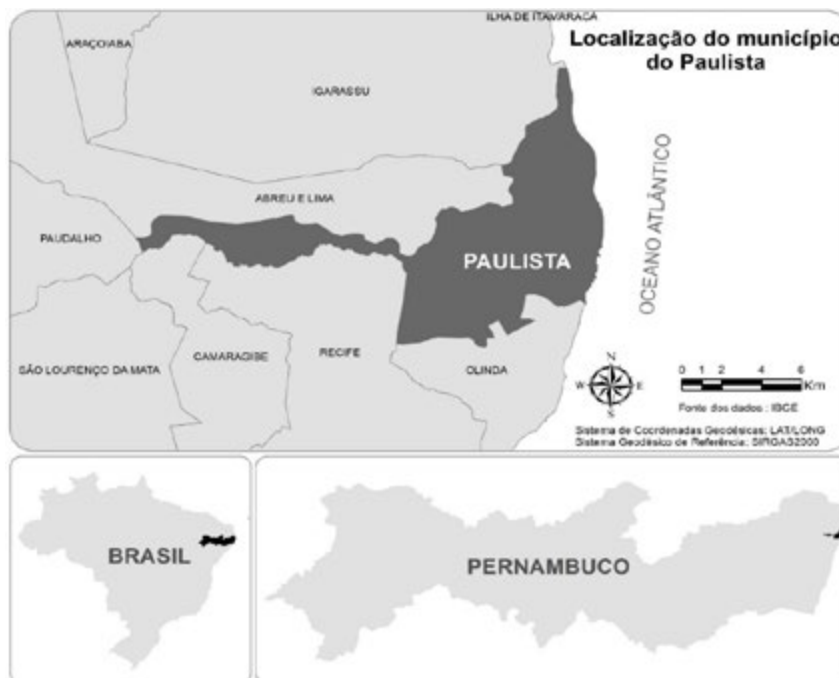 ILHA DE ITAMARACÁ
Localização do município
do Paulista
ARAÇOIABA
IGARASSU
OCEANO ATLÂNTICO
ABREU E LIMA
PAUDALHO
PAULISTA
SÃO LOURENÇO DA MATA
CAMARAGIBE
RECIFE
OLINDA
N
W E
S
0 1 2 4 6
Km
Fonte dos dados : IBGE
Sistema de Coordenadas Geodésicas: LAT/LONG
Sistema Geodésico de Referência: SIRGAS2000
BRASIL
PERNAMBUCO